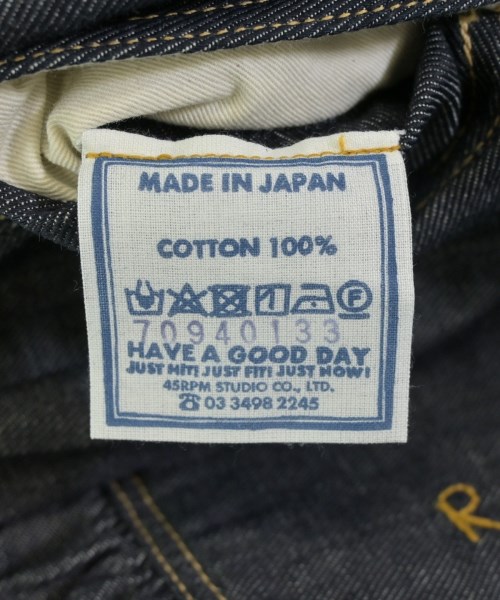 MADE IN JAPAN
COTTON 100%
70940133
HAVE A GOOD DAY
JUST HIT! JUST FIT! JUST NOW!
45RPM STUDIO CO., LTD.
☎ 03 3498 2245
R